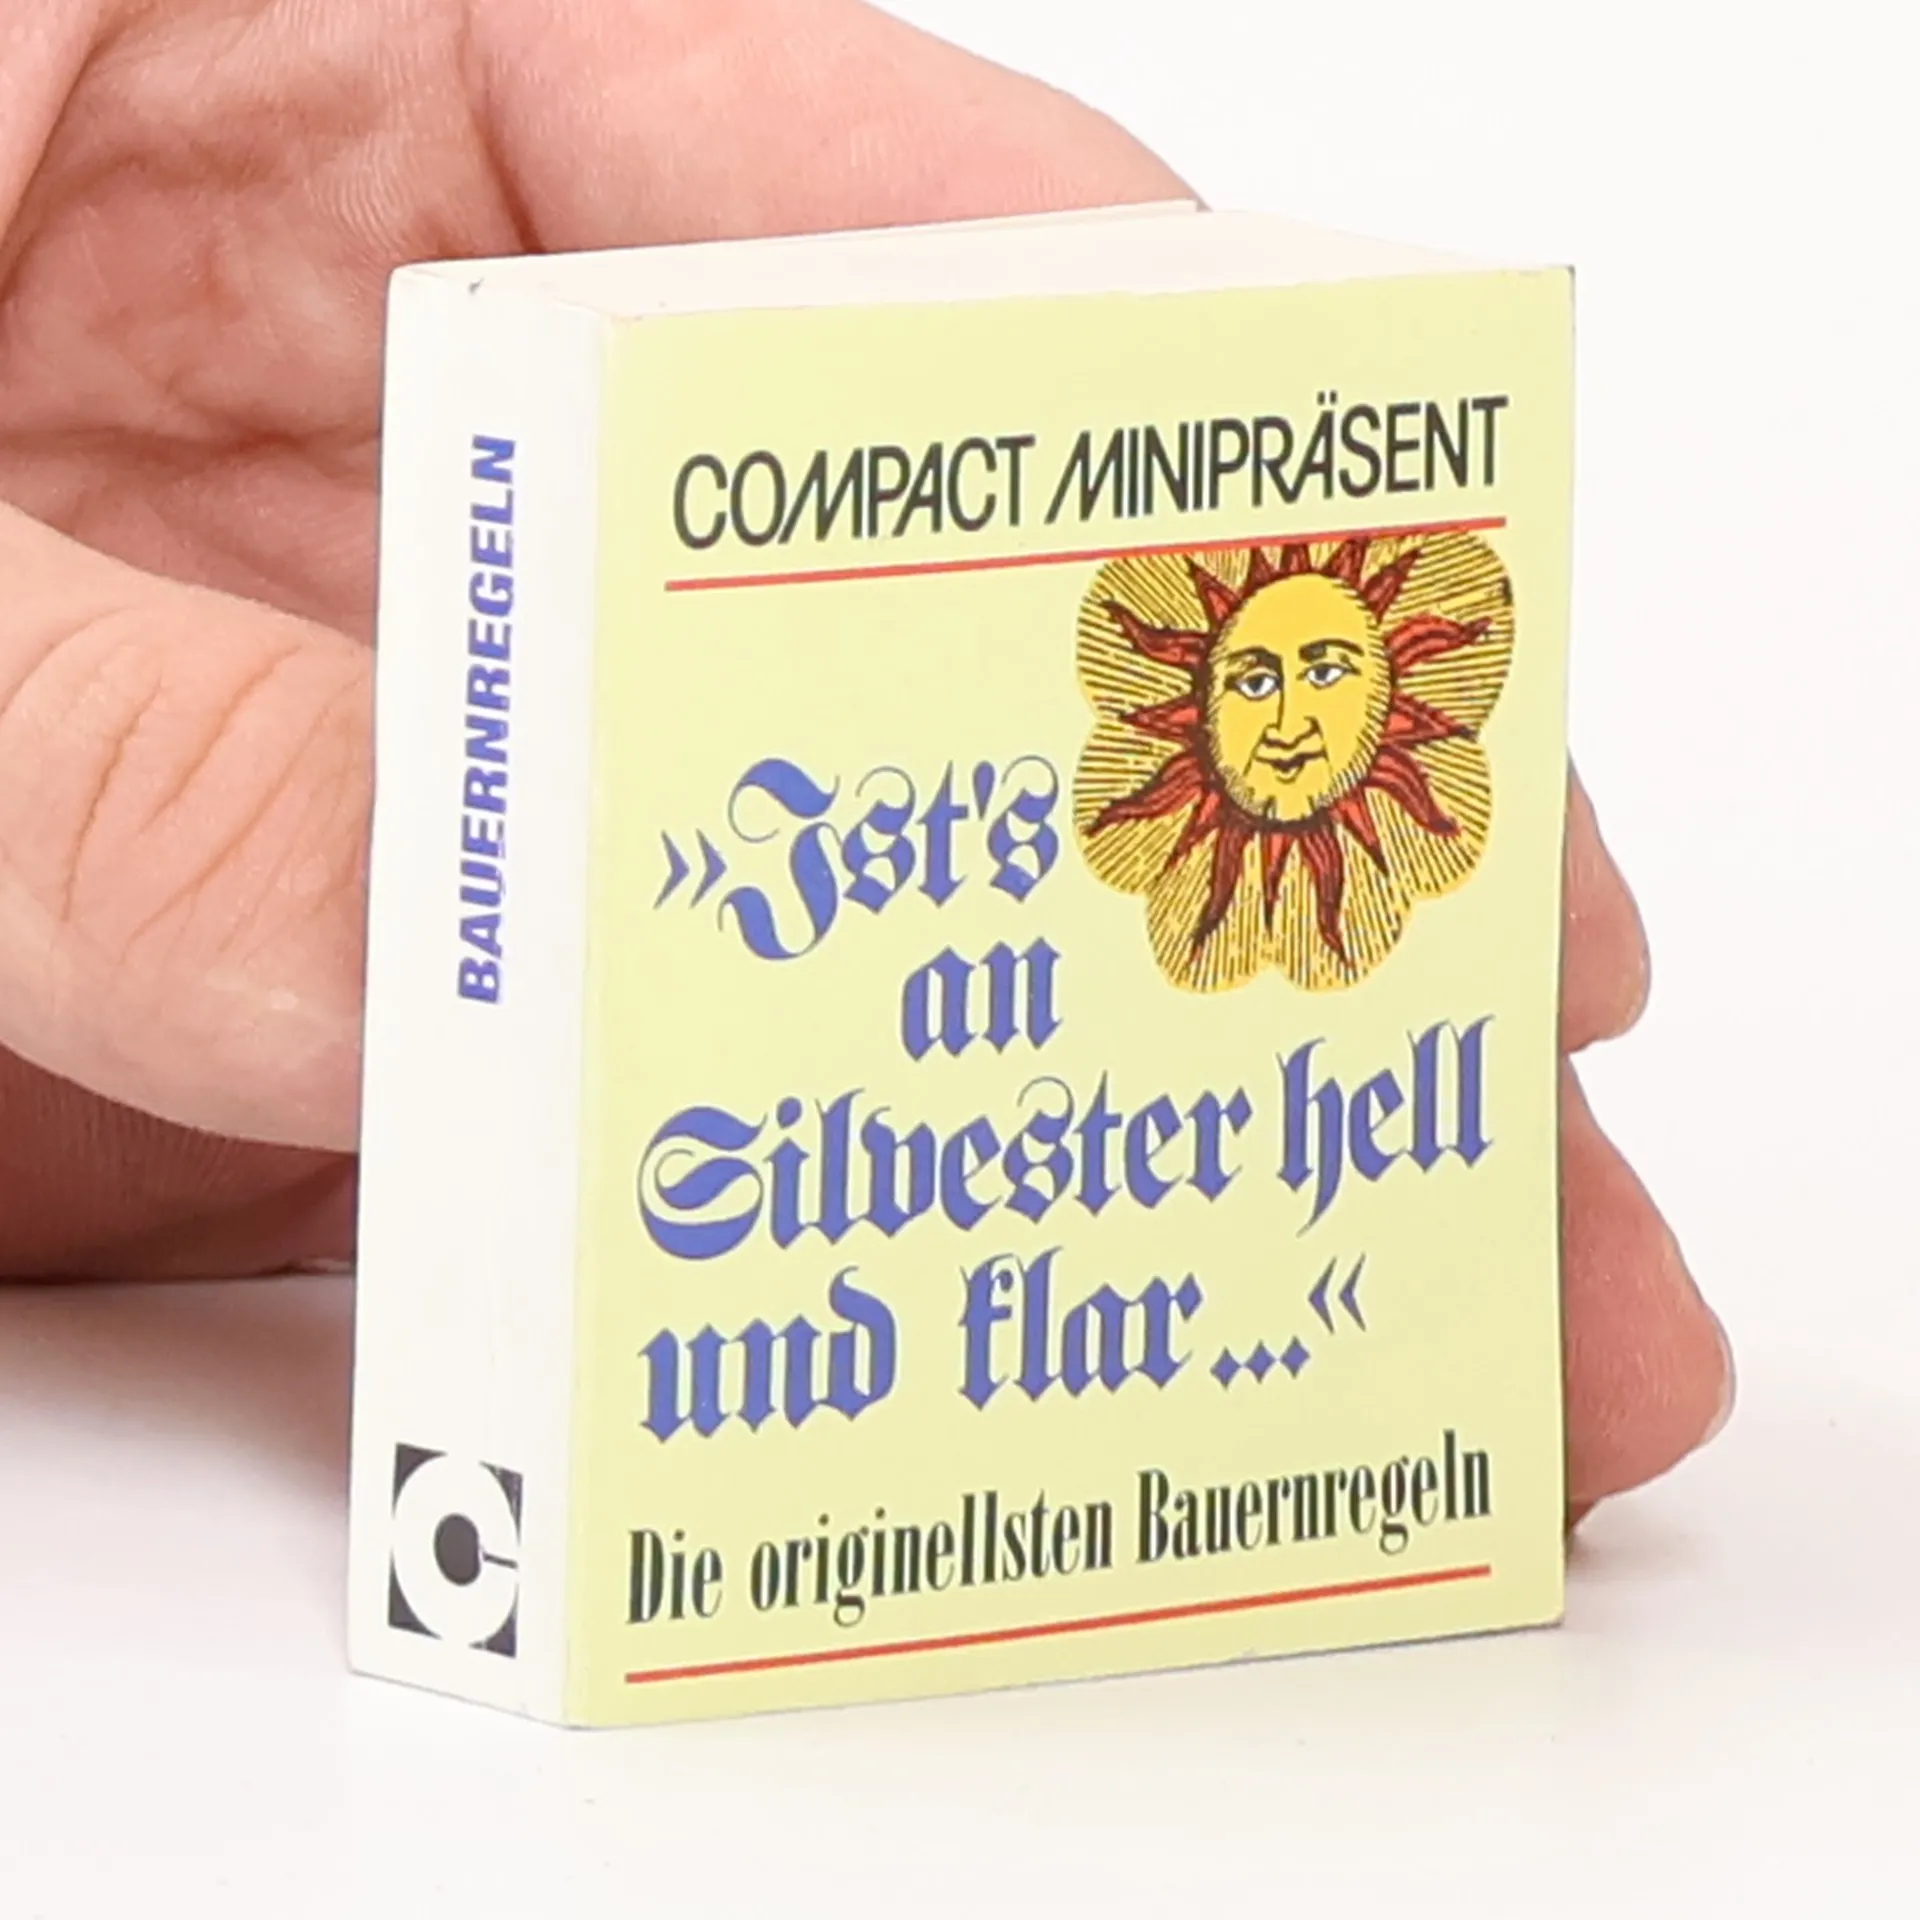 BAUERNREGELN
COMPACT MINIPRÄSENT
»Ist's
an
Silvester hell
und klar...«
Die originellsten Bauernregeln